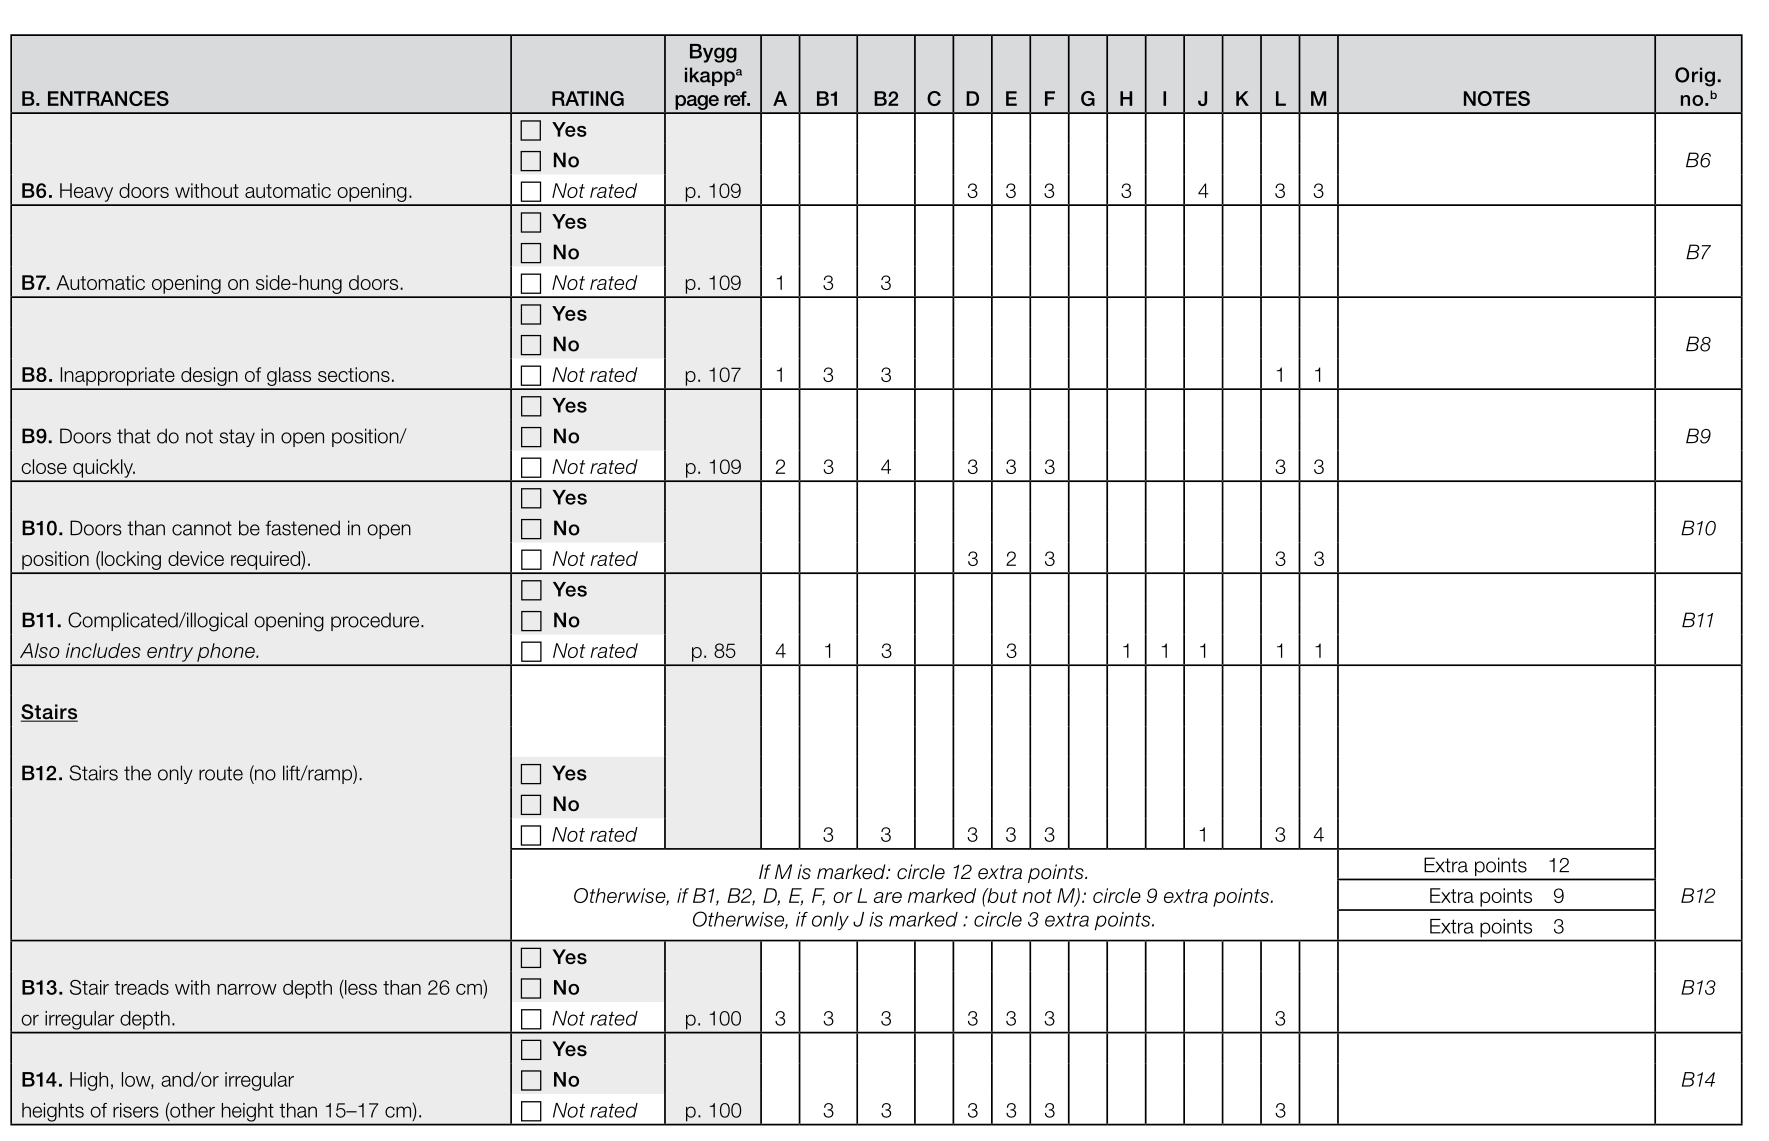 B. ENTRANCES RATING Bygg ikappᵃ page ref. A B1 B2 C D E F G H I J K L M NOTES Orig. no.ᵇ
Yes
No B6
B6. Heavy doors without automatic opening. Not rated p. 109 3 3 3 3 4 3 3
Yes
No B7
B7. Automatic opening on side-hung doors. Not rated p. 109 1 3 3
Yes
No B8
B8. Inappropriate design of glass sections. Not rated p. 107 1 3 3 1 1
Yes
B9. Doors that do not stay in open position/ No B9
close quickly. Not rated p. 109 2 3 4 3 3 3 3 3
Yes
B10. Doors than cannot be fastened in open No B10
position (locking device required). Not rated 3 2 3 3 3
Yes
B11. Complicated/illogical opening procedure. No B11
Also includes entry phone. Not rated p. 85 4 1 3 3 1 1 1 1 1
Stairs
B12. Stairs the only route (no lift/ramp). Yes
No
Not rated 3 3 3 3 3 1 3 4
If M is marked: circle 12 extra points. Extra points 12
Otherwise, if B1, B2, D, E, F, or L are marked (but not M): circle 9 extra points. Extra points 9 B12
Otherwise, if only J is marked : circle 3 extra points. Extra points 3
Yes
B13. Stair treads with narrow depth (less than 26 cm) No B13
or irregular depth. Not rated p. 100 3 3 3 3 3 3 3
Yes
B14. High, low, and/or irregular No B14
heights of risers (other height than 15–17 cm). Not rated p. 100 3 3 3 3 3 3